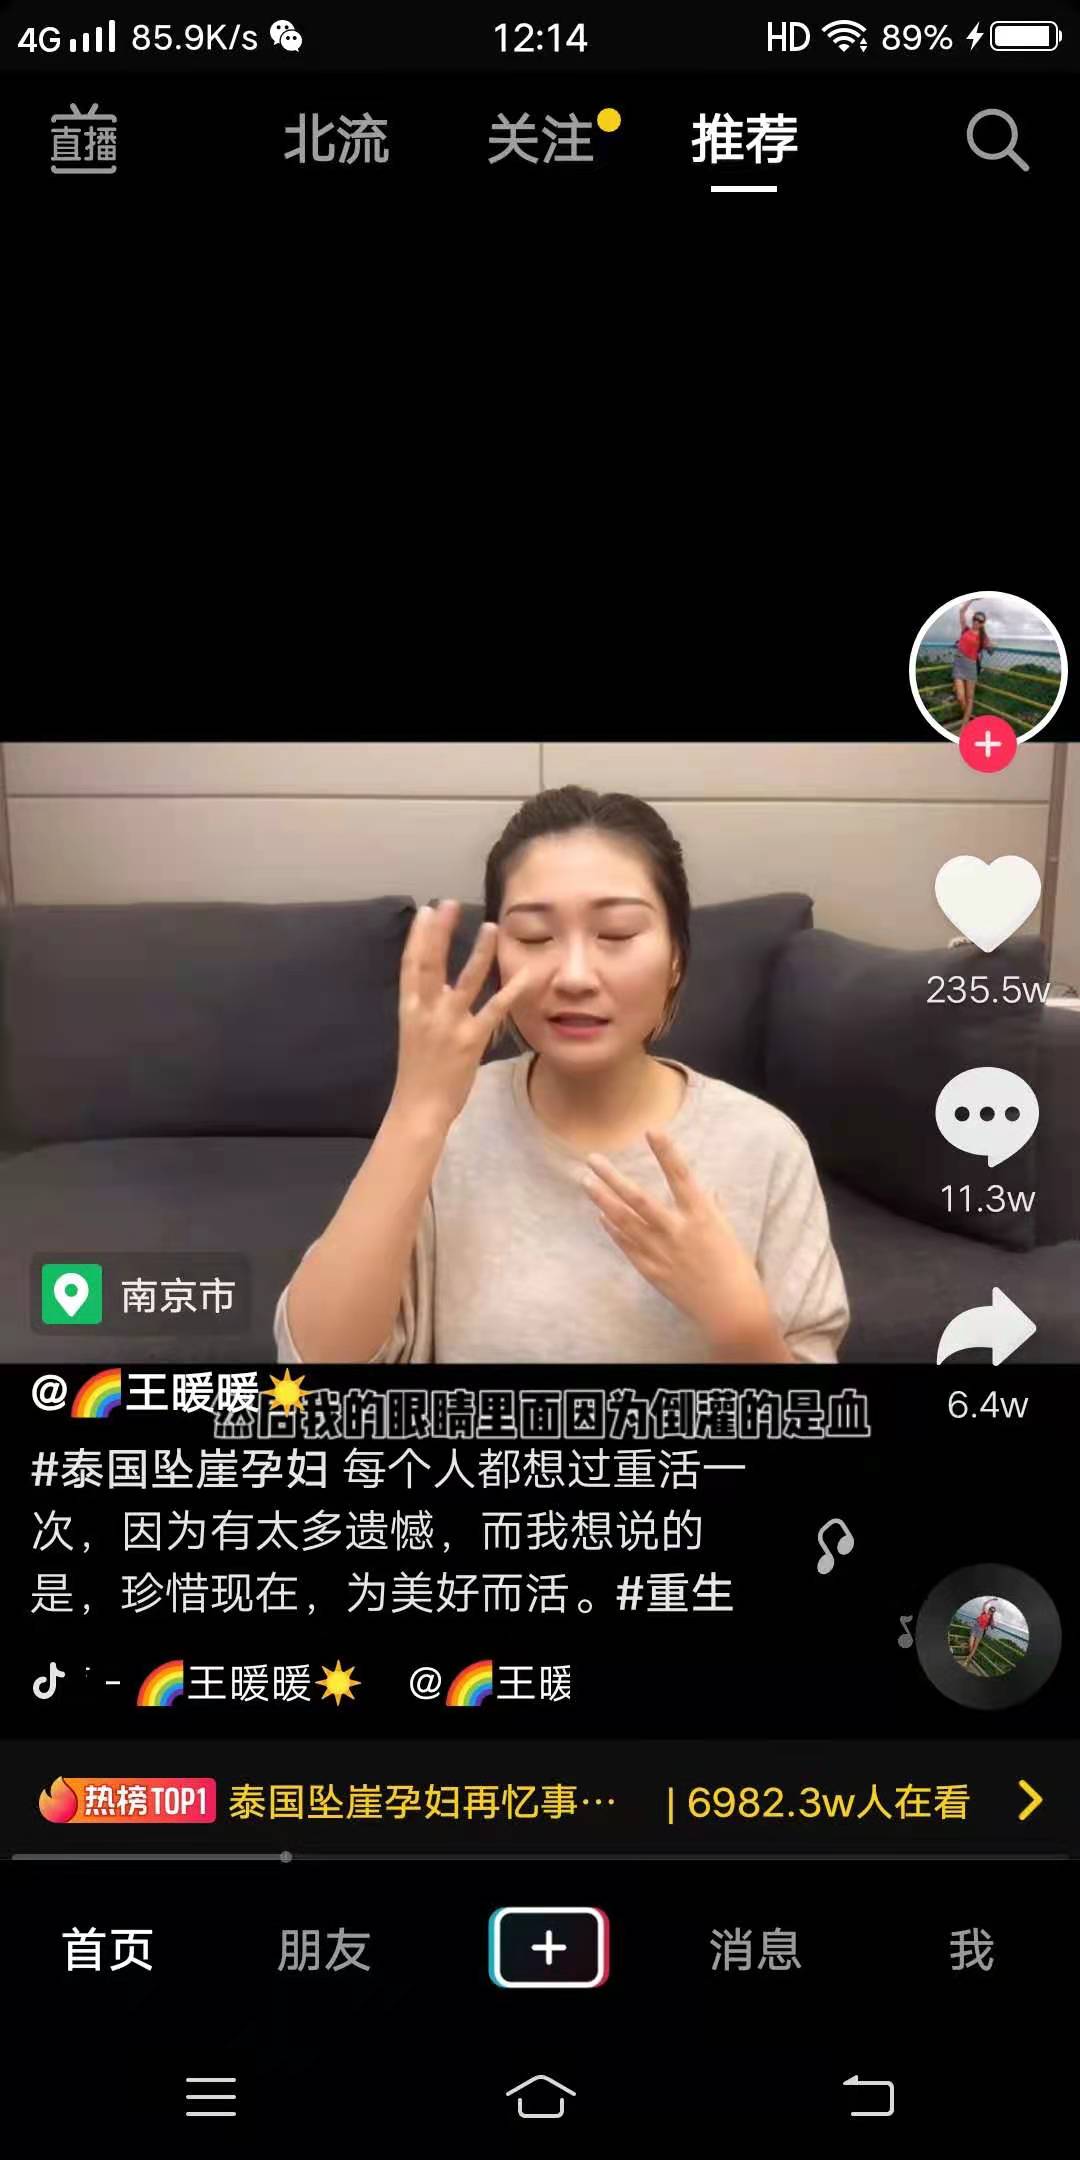 4G 85.9K/s 12:14 HD 89%
直播 北流 关注 推荐
235.5w
11.3w
南京市
6.4w
@🌈王暖暖☀️
然后我的眼睛里面因为倒灌的是血
#泰国坠崖孕妇 每个人都想过重活一
次，因为有太多遗憾，而我想说的
是，珍惜现在，为美好而活。#重生
- 🌈王暖暖☀️ @🌈王暖
热榜TOP1 泰国坠崖孕妇再忆事… | 6982.3w人在看
首页 朋友 消息 我